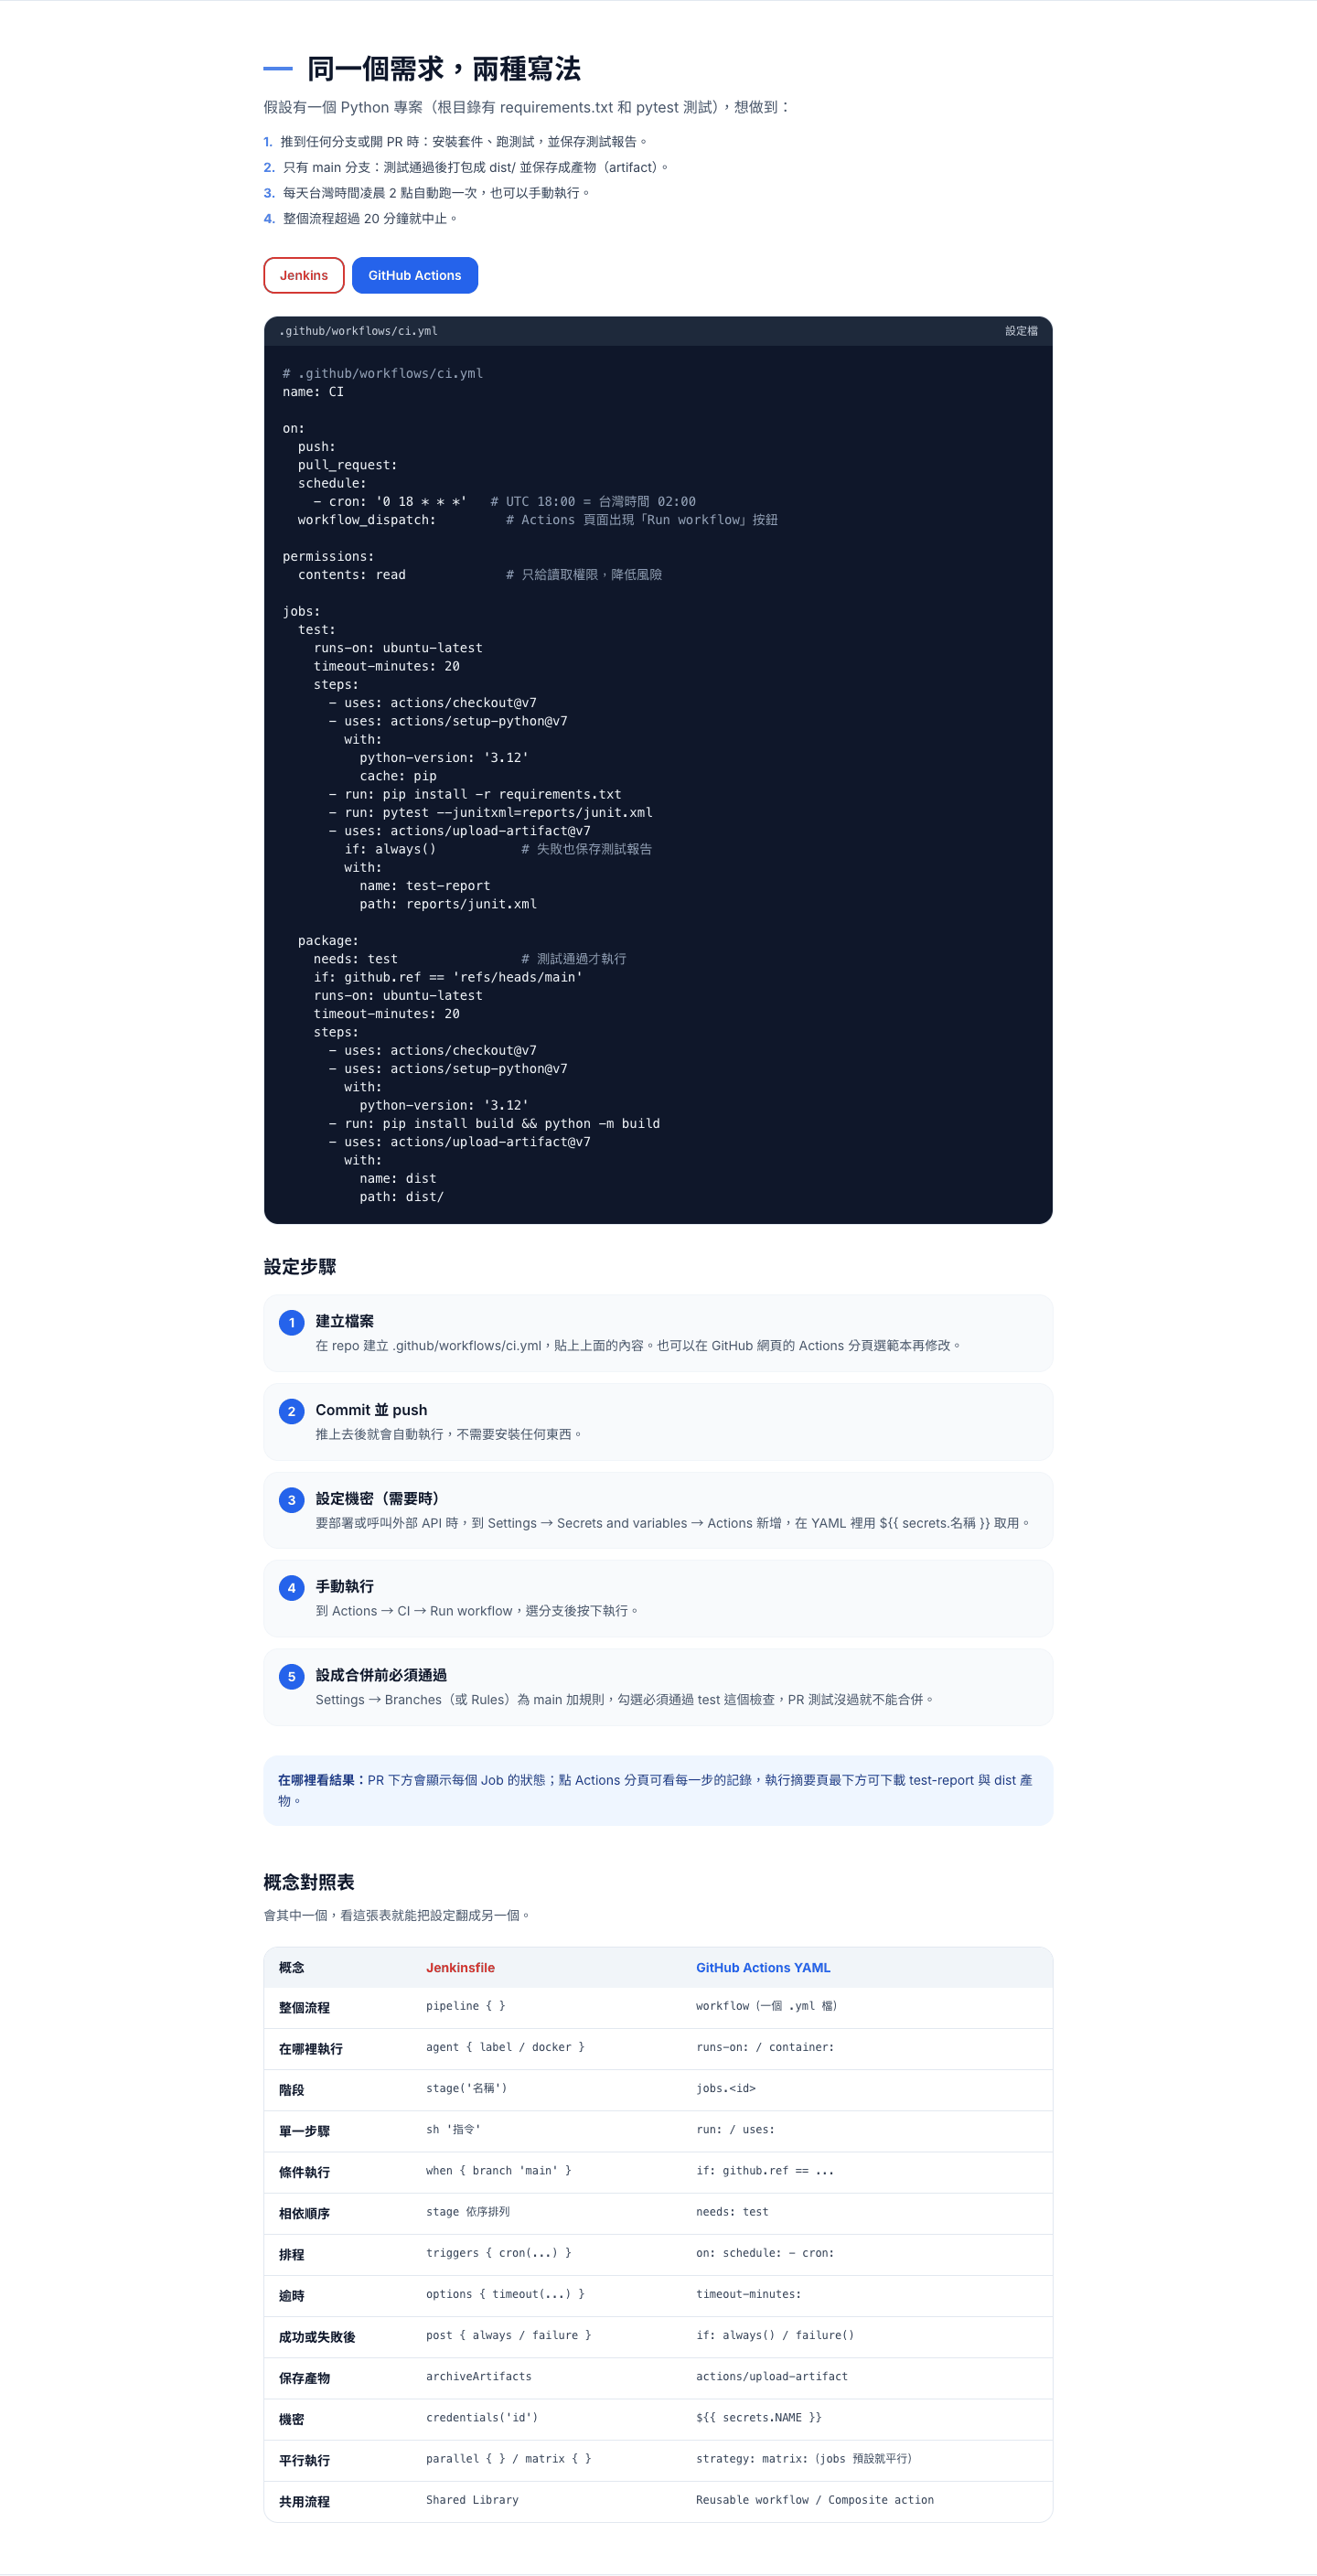 同一個需求，兩種寫法
假設有一個 Python 專案（根目錄有 requirements.txt 和 pytest 測試），想做到：
1. 推到任何分支或開 PR 時：安裝套件、跑測試，並保存測試報告。
2. 只有 main 分支：測試通過後打包成 dist/ 並保存成產物（artifact）。
3. 每天台灣時間凌晨 2 點自動跑一次，也可以手動執行。
4. 整個流程超過 20 分鐘就中止。
Jenkins GitHub Actions
.github/workflows/ci.yml 設定檔
# .github/workflows/ci.yml
name: CI
on:
  push:
  pull_request:
  schedule:
    - cron: '0 18 * * *'   # UTC 18:00 = 台灣時間 02:00
  workflow_dispatch:         # Actions 頁面出現「Run workflow」按鈕
permissions:
  contents: read             # 只給讀取權限，降低風險
jobs:
  test:
    runs-on: ubuntu-latest
    timeout-minutes: 20
    steps:
      - uses: actions/checkout@v7
      - uses: actions/setup-python@v7
        with:
          python-version: '3.12'
          cache: pip
      - run: pip install -r requirements.txt
      - run: pytest --junitxml=reports/junit.xml
      - uses: actions/upload-artifact@v7
        if: always()           # 失敗也保存測試報告
        with:
          name: test-report
          path: reports/junit.xml
  package:
    needs: test                # 測試通過才執行
    if: github.ref == 'refs/heads/main'
    runs-on: ubuntu-latest
    timeout-minutes: 20
    steps:
      - uses: actions/checkout@v7
      - uses: actions/setup-python@v7
        with:
          python-version: '3.12'
      - run: pip install build && python -m build
      - uses: actions/upload-artifact@v7
        with:
          name: dist
          path: dist/
設定步驟
1 建立檔案
在 repo 建立 .github/workflows/ci.yml，貼上上面的內容。也可以在 GitHub 網頁的 Actions 分頁選範本再修改。
2 Commit 並 push
推上去後就會自動執行，不需要安裝任何東西。
3 設定機密（需要時）
要部署或呼叫外部 API 時，到 Settings → Secrets and variables → Actions 新增，在 YAML 裡用 ${{ secrets.名稱 }} 取用。
4 手動執行
到 Actions → CI → Run workflow，選分支後按下執行。
5 設成合併前必須通過
Settings → Branches（或 Rules）為 main 加規則，勾選必須通過 test 這個檢查，PR 測試沒過就不能合併。
在哪裡看結果：PR 下方會顯示每個 Job 的狀態；點 Actions 分頁可看每一步的記錄，執行摘要頁最下方可下載 test-report 與 dist 產
物。
概念對照表
會其中一個，看這張表就能把設定翻成另一個。
概念 Jenkinsfile GitHub Actions YAML
整個流程 pipeline { } workflow（一個 .yml 檔）
在哪裡執行 agent { label / docker } runs-on: / container:
階段 stage('名稱') jobs.<id>
單一步驟 sh '指令' run: / uses:
條件執行 when { branch 'main' } if: github.ref == ...
相依順序 stage 依序排列 needs: test
排程 triggers { cron(...) } on: schedule: - cron:
逾時 options { timeout(...) } timeout-minutes:
成功或失敗後 post { always / failure } if: always() / failure()
保存產物 archiveArtifacts actions/upload-artifact
機密 credentials('id') ${{ secrets.NAME }}
平行執行 parallel { } / matrix { } strategy: matrix:（jobs 預設就平行）
共用流程 Shared Library Reusable workflow / Composite action